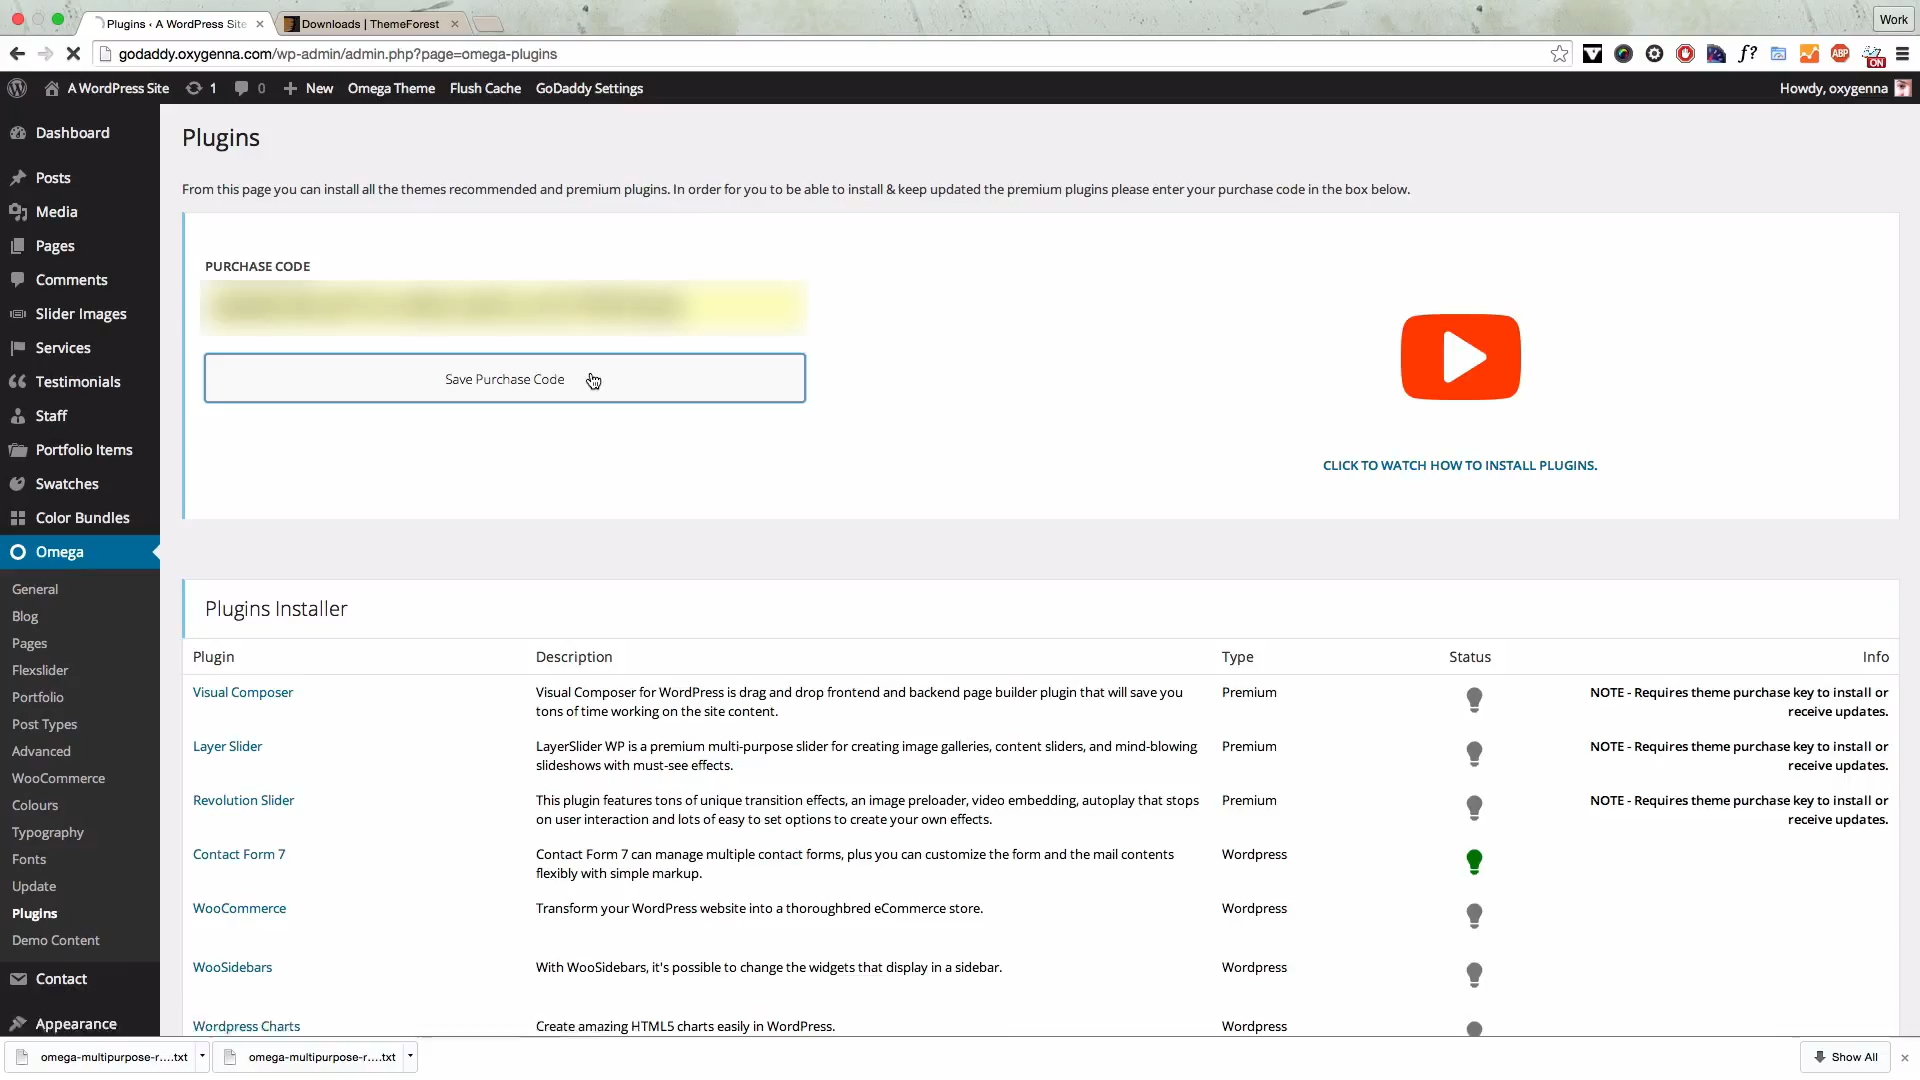 Plugins ‹ A WordPress Site
Downloads | ThemeForest
Work
godaddy.oxygenna.com/wp-admin/admin.php?page=omega-plugins
f?
ABP
ON
A WordPress Site
1
0
New
Omega Theme
Flush Cache
GoDaddy Settings
Howdy, oxygenna
Dashboard
Posts
Media
Pages
Comments
Slider Images
Services
Testimonials
Staff
Portfolio Items
Swatches
Color Bundles
Omega
General
Blog
Pages
Flexslider
Portfolio
Post Types
Advanced
WooCommerce
Colours
Typography
Fonts
Update
Plugins
Demo Content
Contact
Appearance
Plugins
From this page you can install all the themes recommended and premium plugins. In order for you to be able to install & keep updated the premium plugins please enter your purchase code in the box below.
PURCHASE CODE
Save Purchase Code
CLICK TO WATCH HOW TO INSTALL PLUGINS.
Plugins Installer
Plugin Description Type Status Info
Visual Composer
Visual Composer for WordPress is drag and drop frontend and backend page builder plugin that will save you
tons of time working on the site content.
Premium
NOTE - Requires theme purchase key to install or
receive updates.
Layer Slider
LayerSlider WP is a premium multi-purpose slider for creating image galleries, content sliders, and mind-blowing
slideshows with must-see effects.
Premium
NOTE - Requires theme purchase key to install or
receive updates.
Revolution Slider
This plugin features tons of unique transition effects, an image preloader, video embedding, autoplay that stops
on user interaction and lots of easy to set options to create your own effects.
Premium
NOTE - Requires theme purchase key to install or
receive updates.
Contact Form 7
Contact Form 7 can manage multiple contact forms, plus you can customize the form and the mail contents
flexibly with simple markup.
Wordpress
WooCommerce
Transform your WordPress website into a thoroughbred eCommerce store.
Wordpress
WooSidebars
With WooSidebars, it's possible to change the widgets that display in a sidebar.
Wordpress
Wordpress Charts
Create amazing HTML5 charts easily in WordPress.
Wordpress
omega-multipurpose-r....txt
omega-multipurpose-r....txt
Show All